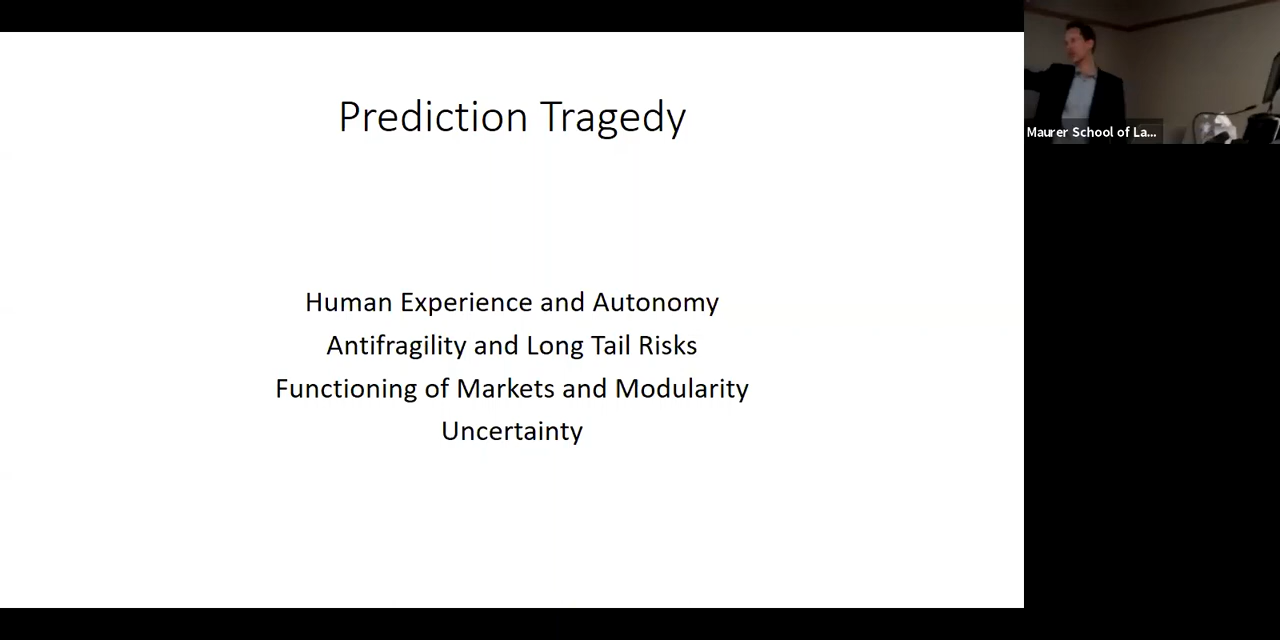 Prediction Tragedy
Human Experience and Autonomy
Antifragility and Long Tail Risks
Functioning of Markets and Modularity
Uncertainty
Maurer School of La...